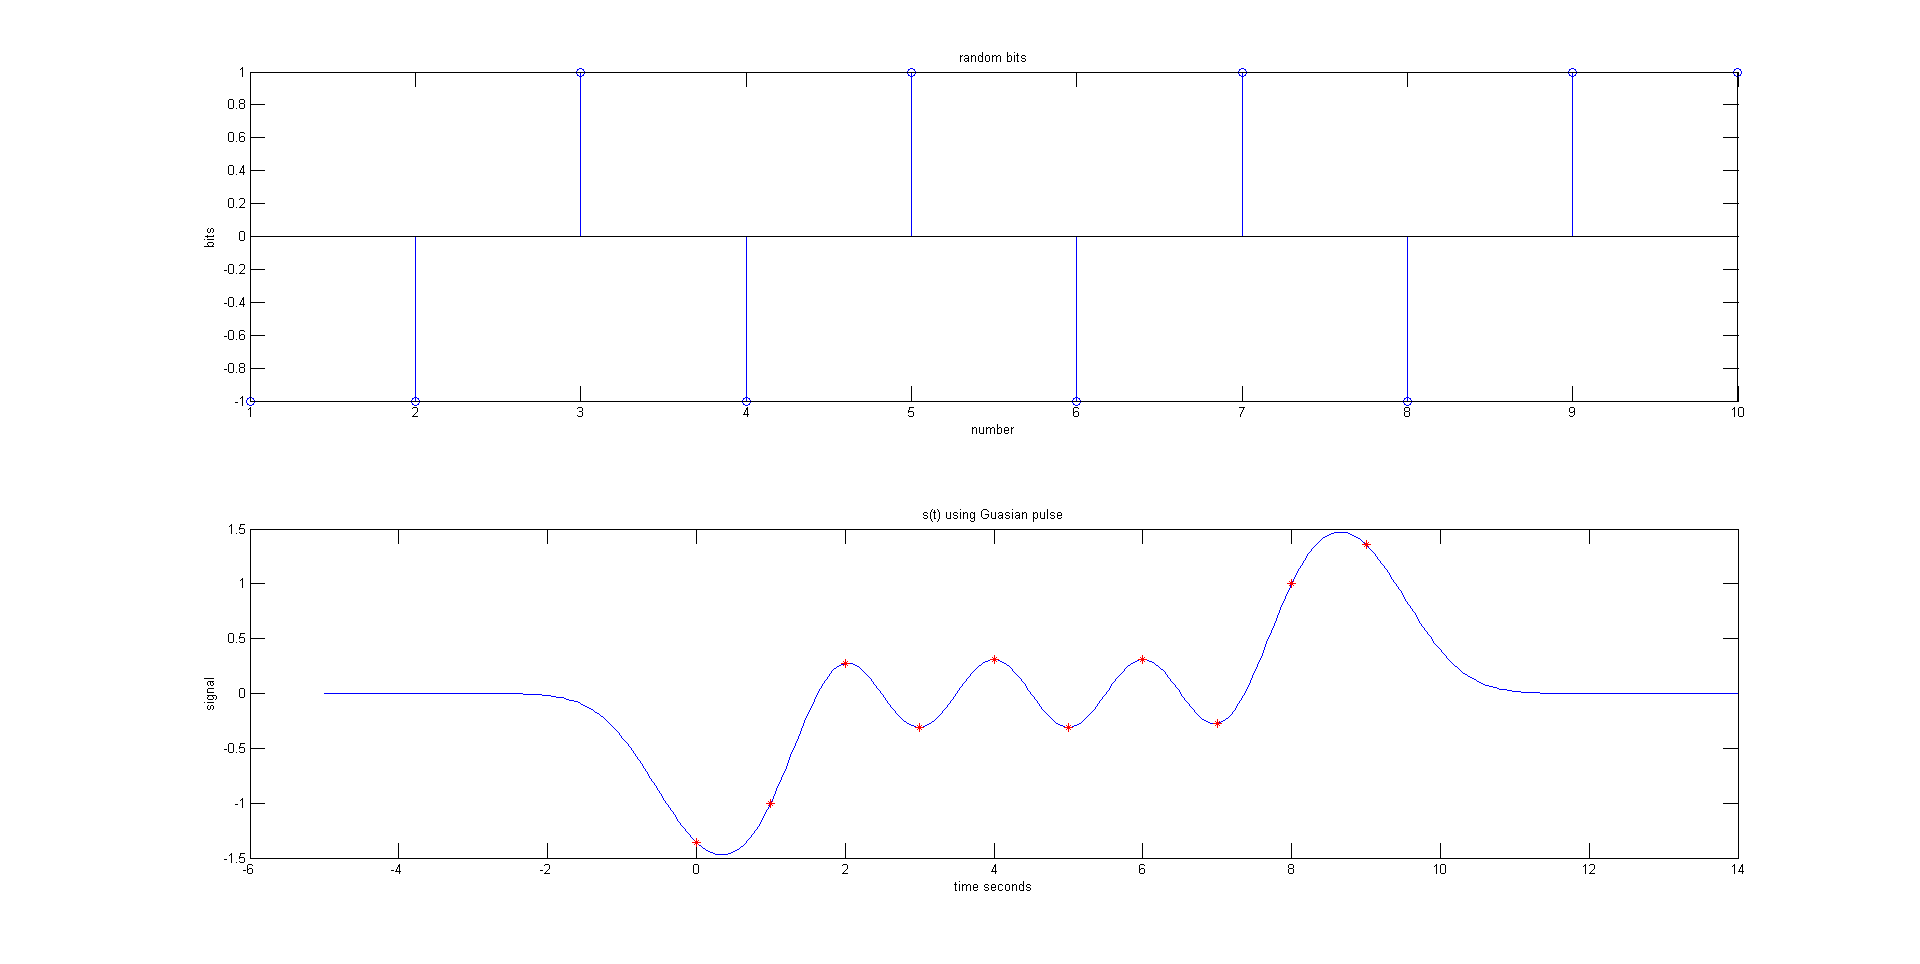 random bits
1
0.8
0.6
0.4
0.2
0
-0.2
-0.4
-0.6
-0.8
-1
bits
1 2 3 4 5 6 7 8 9 10
number
s(t) using Guasian pulse
1.5
1
0.5
0
-0.5
-1
-1.5
signal
-6 -4 -2 0 2 4 6 8 10 12 14
time seconds